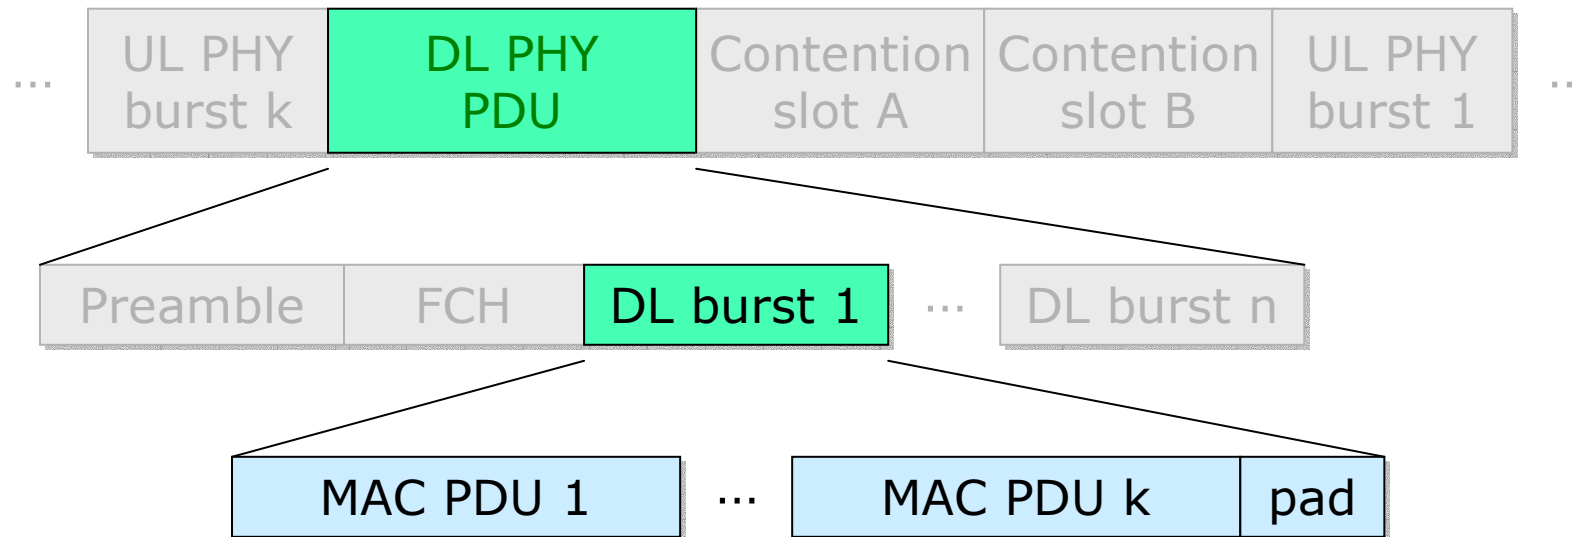 ... UL PHY burst k DL PHY PDU Contention slot A Contention slot B UL PHY burst 1 ...
Preamble FCH DL burst 1 ... DL burst n
MAC PDU 1 ... MAC PDU k pad